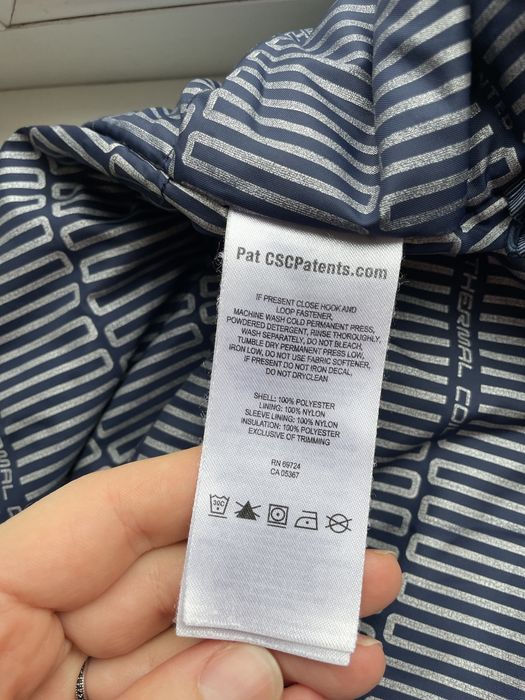 Pat CSCPatents.com
IF PRESENT CLOSE HOOK AND
LOOP FASTENER,
MACHINE WASH COLD PERMANENT PRESS,
POWDERED DETERGENT, RINSE THOROUGHLY.
WASH SEPARATELY, DO NOT BLEACH,
TUMBLE DRY PERMANENT PRESS LOW,
IRON LOW, DO NOT USE FABRIC SOFTENER,
IF PRESENT DO NOT IRON DECAL,
DO NOT DRYCLEAN
SHELL: 100% POLYESTER
LINING: 100% NYLON
SLEEVE LINING: 100% NYLON
INSULATION: 100% POLYESTER
EXCLUSIVE OF TRIMMING
RN 69724
CA 05367
30C
THERMAL CO